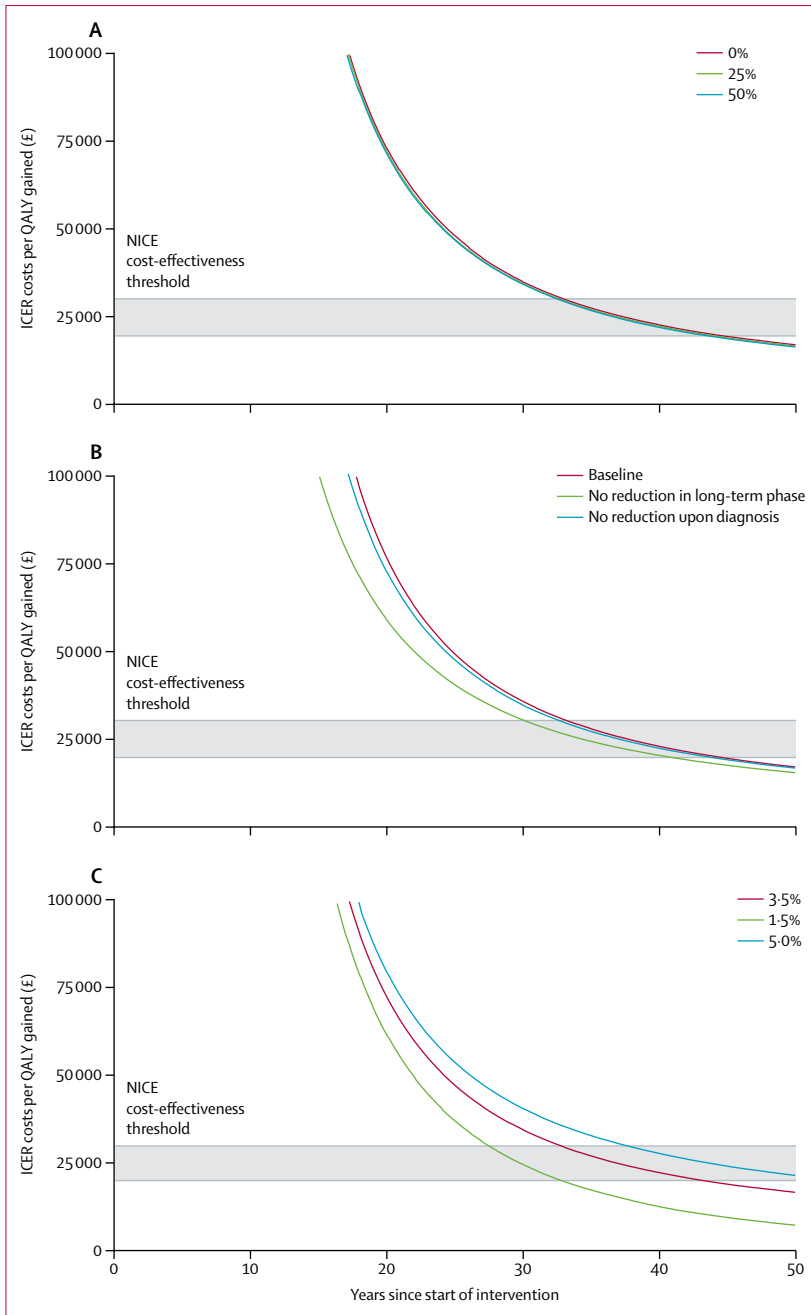 A
100 000
75 000
50 000
25 000
0
ICER costs per QALY gained (£)
NICE
cost-effectiveness
threshold
0%
25%
50%
B
100 000
75 000
50 000
25 000
0
ICER costs per QALY gained (£)
NICE
cost-effectiveness
threshold
Baseline
No reduction in long-term phase
No reduction upon diagnosis
C
100 000
75 000
50 000
25 000
0
ICER costs per QALY gained (£)
NICE
cost-effectiveness
threshold
3·5%
1·5%
5·0%
0 10 20 30 40 50
Years since start of intervention